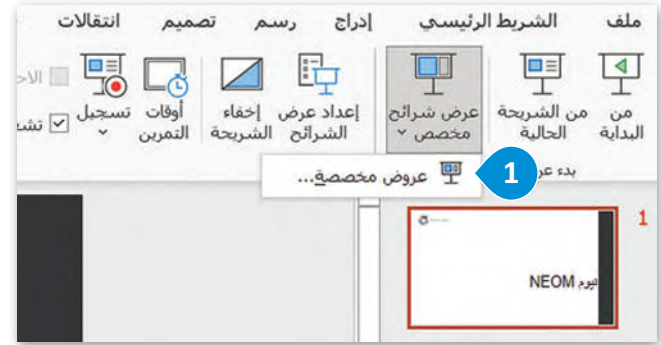 ملف الشريط الرئيسي إدراج رسم تصميم انتقالات
من البداية
من الشريحة الحالية
عرض شرائح مخصص
إعداد عرض الشرائح
إخفاء الشريحة
أوقات التمرين
تسجيل
بدء
1 عروض مخصصة...
1
نيوم NEOM